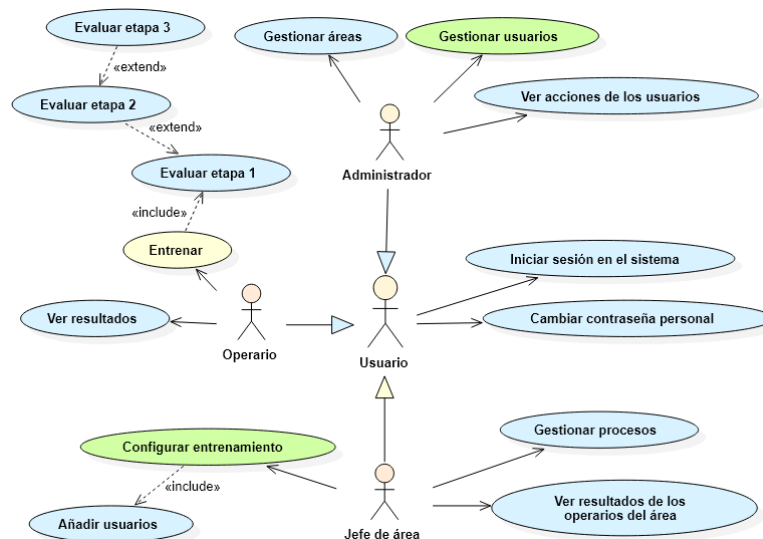 Evaluar etapa 3
Gestionar áreas
Gestionar usuarios
«extend»
Evaluar etapa 2
Ver acciones de los usuarios
«extend»
Evaluar etapa 1
Administrador
«include»
Entrenar
Iniciar sesión en el sistema
Ver resultados
Cambiar contraseña personal
Operario
Usuario
Configurar entrenamiento
Gestionar procesos
«include»
Ver resultados de los
operarios del área
Añadir usuarios
Jefe de área